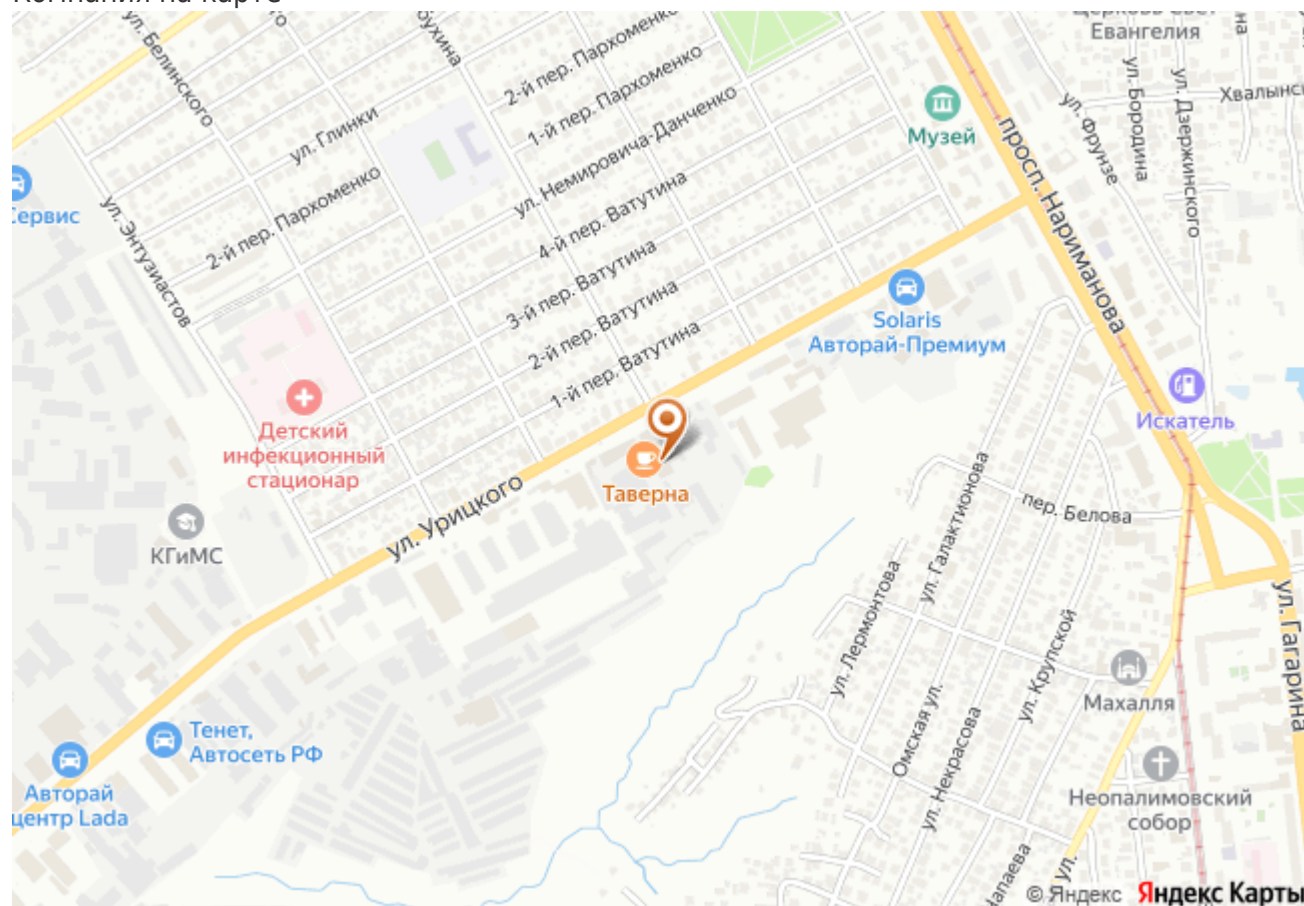 Компания на карте
ул. Белинского
2-й пер. Пархоменко
1-й пер. Пархоменко
ул. Немировича-Данченко
4-й пер. Ватутина
3-й пер. Ватутина
2-й пер. Ватутина
1-й пер. Ватутина
ул. Глинки
2-й пер. Пархоменко
ул. Энтузиастов
Сервис
Музей
просп. Нариманова
Евангелия
ул. Фрунзе
ул. Бородина
ул. Дзержинского
Solaris
Авторай-Премиум
Искатель
Детский
инфекционный
стационар
Таверна
ул. Урицкого
КГиМС
пер. Белова
ул. Галактионова
ул. Лермонтова
ул. Крупской
Омская ул.
ул. Некрасова
ул. Гагарина
Махалля
Тенет,
Автосеть РФ
Авторай
центр Lada
Неопалимовский
собор
ул.
© Яндекс Яндекс Карты